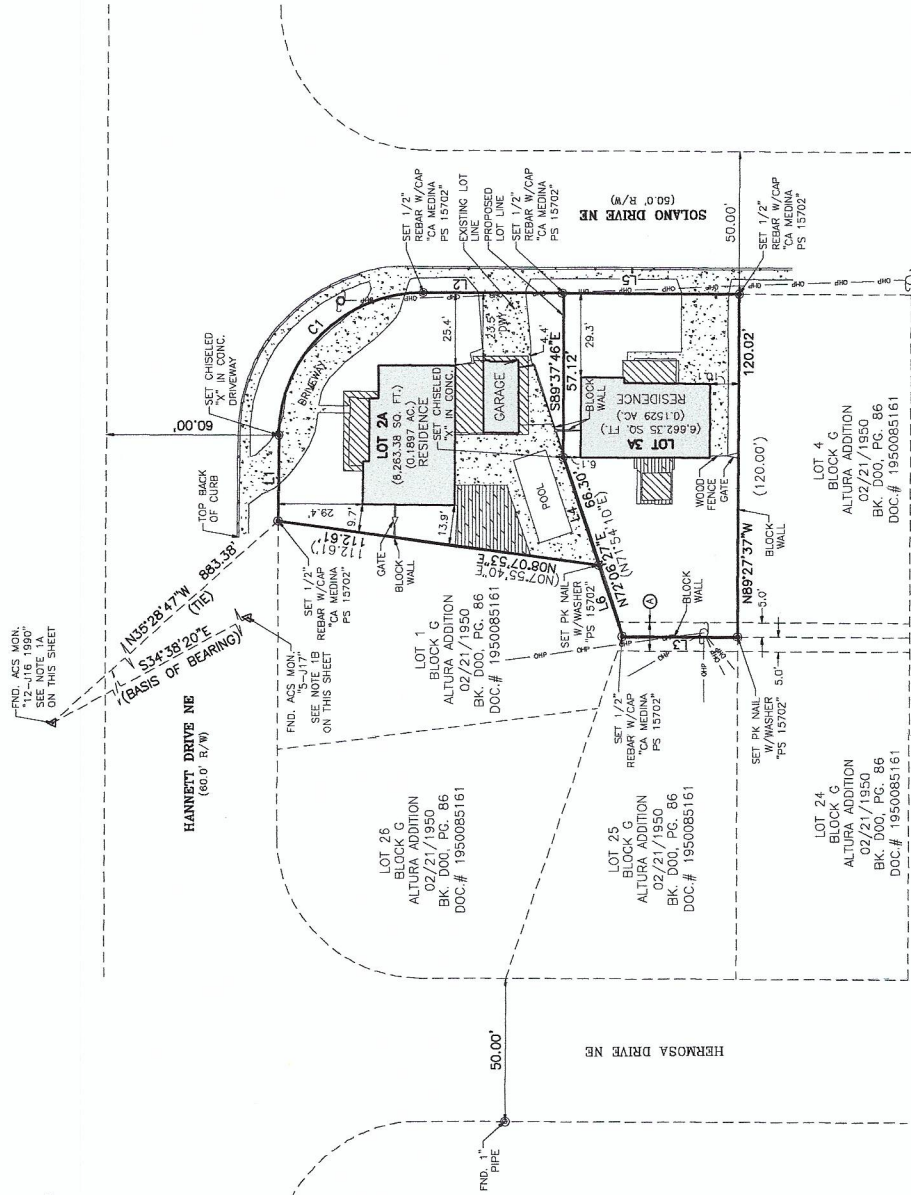 FND. ACS MON.
"12-J16 1990"
SEE NOTE 1A
ON THIS SHEET
N35°28'47"W 883.38'
(TIE)
S34°38'20"E
(BASIS OF BEARING)
HANNETT DRIVE NE
(60.0' R/W)
FND. ACS MON.
"5-J17"
SEE NOTE 1B
ON THIS SHEET
60.00'
TOP BACK
OF CURB
SET CHISELED
"X" IN CONC.
DRIVEWAY
L1
C1
DRIVEWAY
SET 1/2"
REBAR W/CAP
"CA MEDINA
PS 15702"
29.4'
9.7'
GATE
BLOCK
WALL
13.9'
LOT 2A
(8,263.38 SQ. FT.)
(0.1897 AC.)
RESIDENCE
SET CHISELED
"X" IN CONC.
25.4'
L2
SET 1/2"
REBAR W/CAP
"CA MEDINA
PS 15702"
EXISTING LOT
LINE
PROPOSED
LOT LINE
SET 1/2"
REBAR W/CAP
"CA MEDINA
PS 15702"
SOLANO DRIVE NE
(50.0' R/W)
50.00'
SET 1/2"
REBAR W/CAP
"CA MEDINA
PS 15702"
23.5'
DWY
4.4'
GARAGE
POOL
112.61'
(112.61')
N08°07'53"E
(N07°55'40"E)
S89°37'46"E
57.12'
29.3'
BLOCK
WALL
6.1'
L4
66.30'
N72°06'27"E
(N71°54'10"E)
L6
L5
OHP
OHP
OHP
OHP
LOT 3A
(6,662.35 SQ. FT.)
(0.1529 AC.)
RESIDENCE
WOOD
FENCE
GATE
120.02'
(120.00')
N89°27'37"W
BLOCK
WALL
5.0'
5.0'
SET PK NAIL
W/WASHER
"PS 15702"
A
BLOCK
WALL
L3
OHP
OHP
OHP
OHP
SET 1/2"
REBAR W/CAP
"CA MEDINA
PS 15702"
SET PK NAIL
W/WASHER
"PS 15702"
LOT 1
BLOCK G
ALTURA ADDITION
02/21/1950
BK. D00, PG. 86
DOC.# 1950085161
LOT 26
BLOCK G
ALTURA ADDITION
02/21/1950
BK. D00, PG. 86
DOC.# 1950085161
LOT 25
BLOCK G
ALTURA ADDITION
02/21/1950
BK. D00, PG. 86
DOC.# 1950085161
LOT 24
BLOCK G
ALTURA ADDITION
02/21/1950
BK. D00, PG. 86
DOC.# 1950085161
LOT 4
BLOCK G
ALTURA ADDITION
02/21/1950
BK. D00, PG. 86
DOC.# 1950085161
50.00'
HERMOSA DRIVE NE
FND. 1"
PIPE